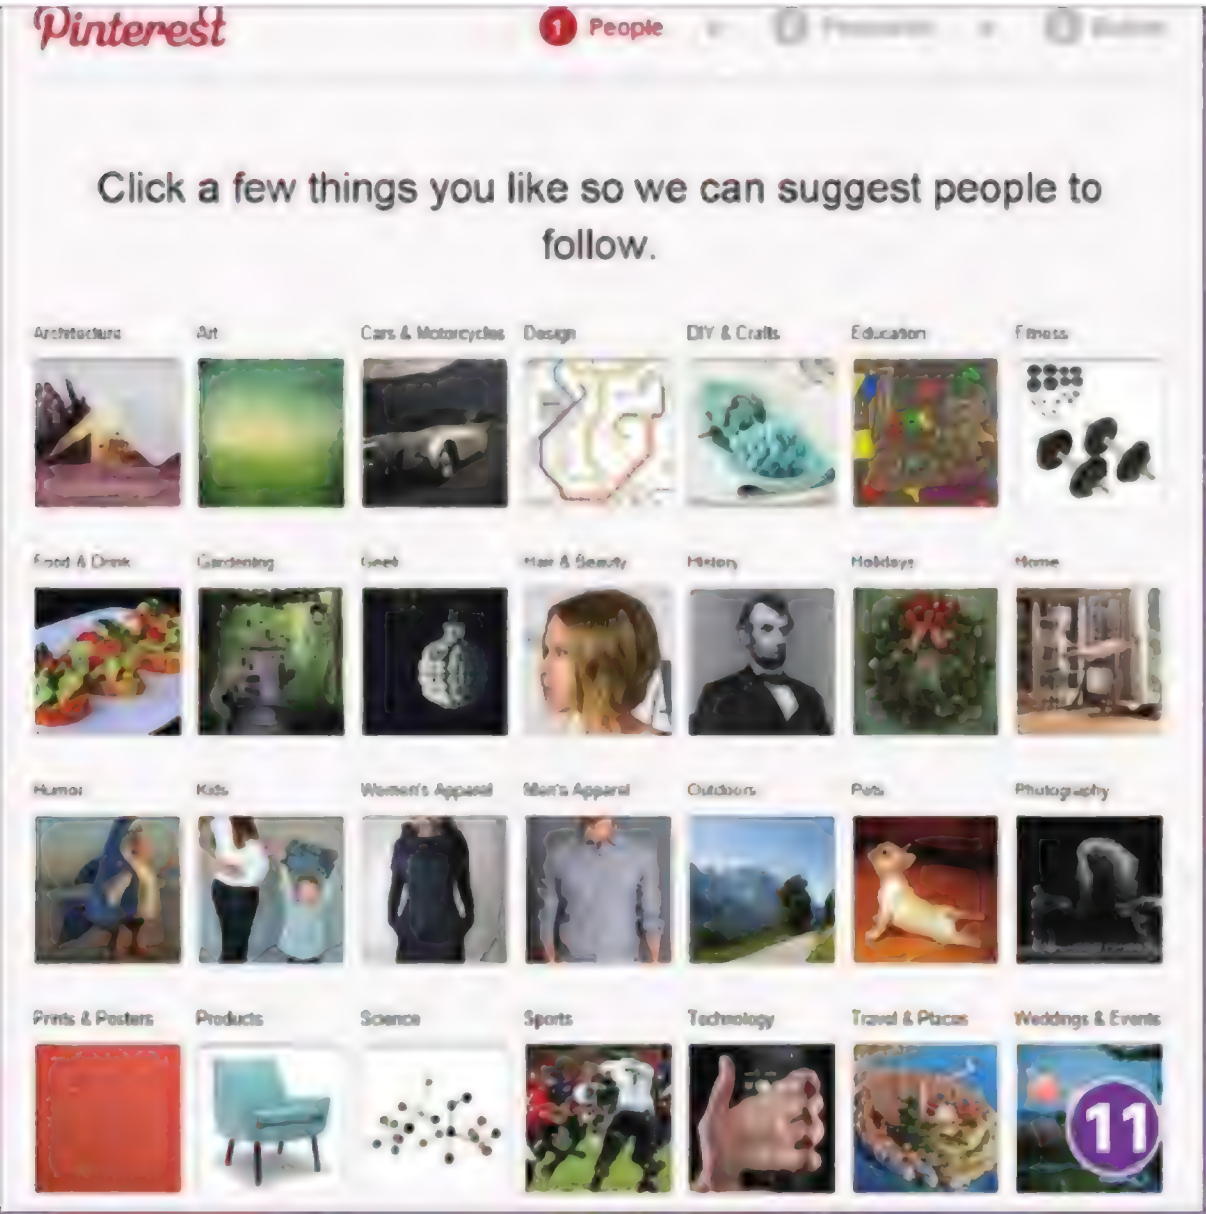 Pinterest
1 People
Click a few things you like so we can suggest people to
follow.
Architecture Art Cars & Motorcycles Design DIY & Crafts Education Fitness
Food & Drink Gardening Geek Hair & Beauty History Holidays Home
Humor Kids Women's Apparel Men's Apparel Outdoors Pets Photography
Prints & Posters Products Science Sports Technology Travel & Places Weddings & Events
11